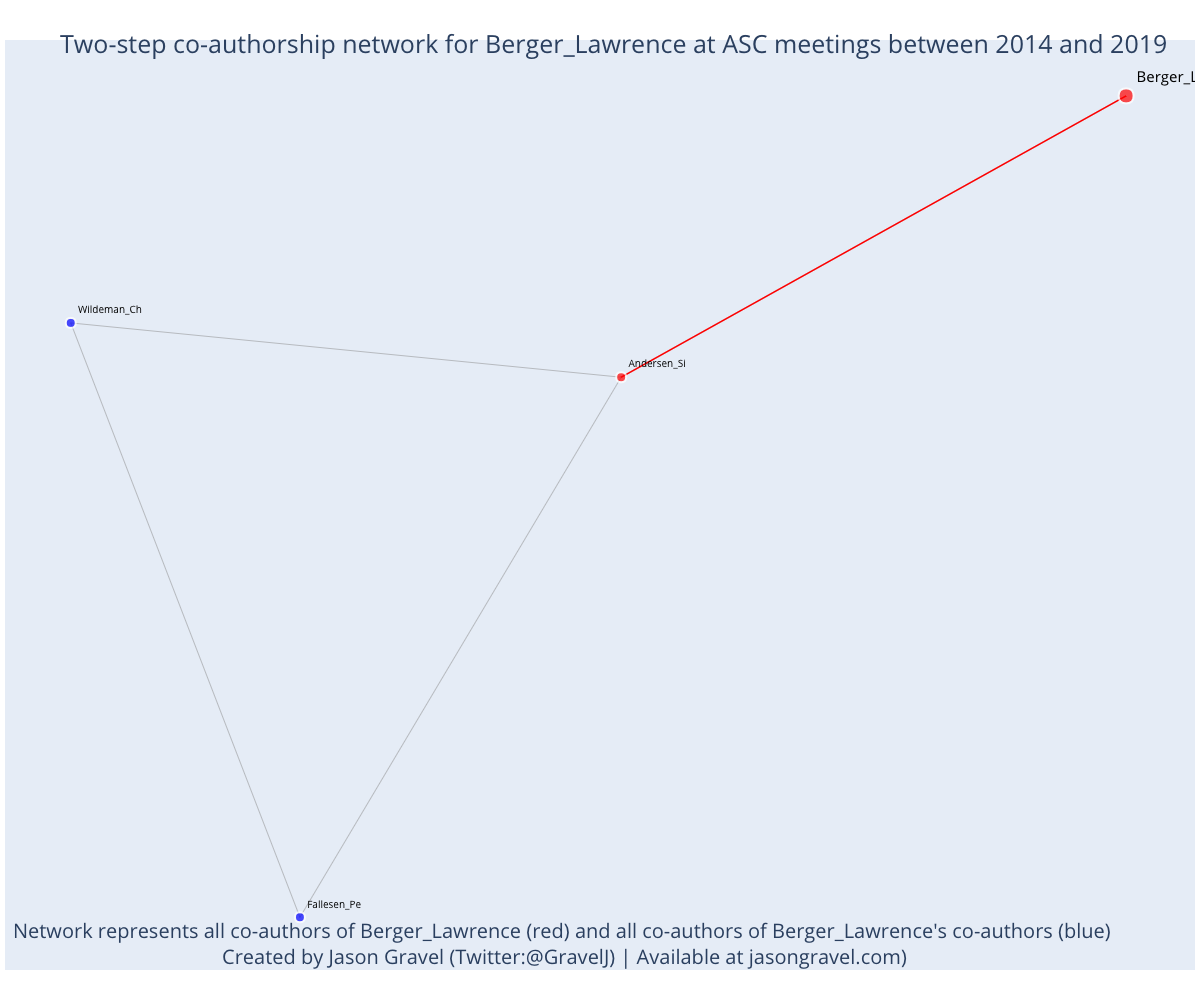 Two-step co-authorship network for Berger_Lawrence at ASC meetings between 2014 and 2019
Berger_L
Wildeman_Ch
Andersen_Si
Fallesen_Pe
Network represents all co-authors of Berger_Lawrence (red) and all co-authors of Berger_Lawrence's co-authors (blue)
Created by Jason Gravel (Twitter:@GravelJ) | Available at jasongravel.com)